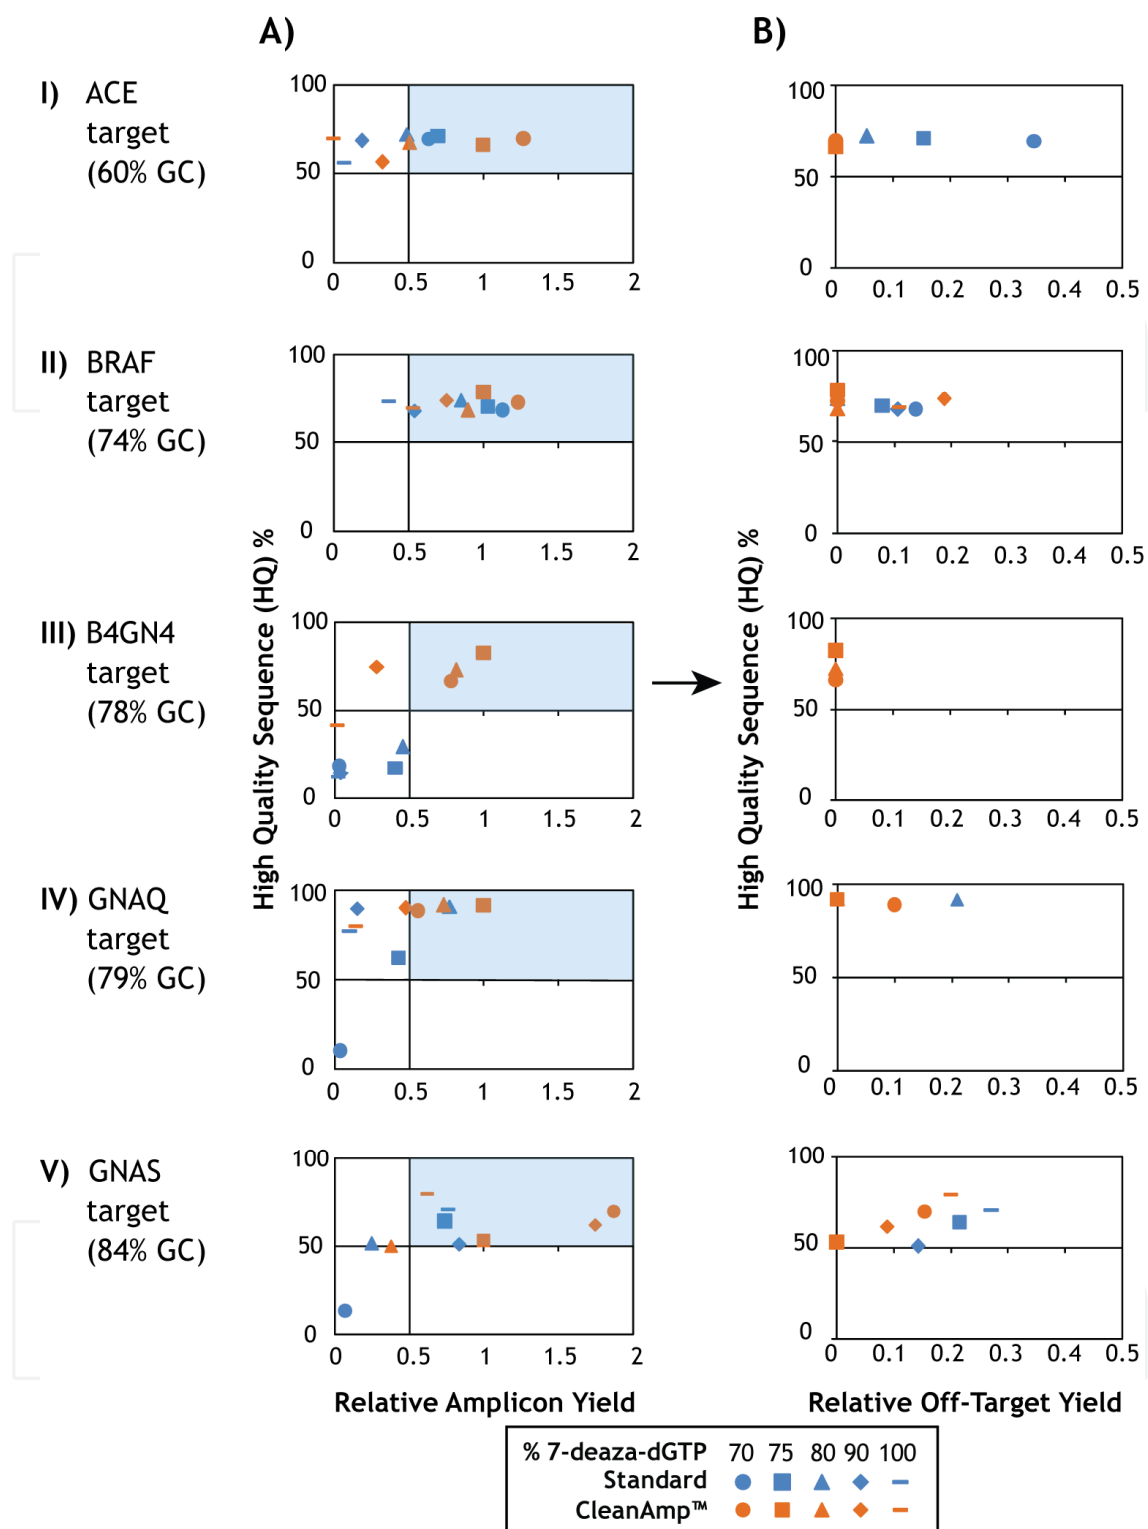 A)
B)
I) ACE
target
(60% GC)
100
50
0
0 0.5 1 1.5 2
100
50
0
0 0.1 0.2 0.3 0.4 0.5
II) BRAF
target
(74% GC)
100
50
0
0 0.5 1 1.5 2
100
50
0
0 0.1 0.2 0.3 0.4 0.5
III) B4GN4
target
(78% GC)
High Quality Sequence (HQ) %
100
50
0
0 0.5 1 1.5 2
High Quality Sequence (HQ) %
100
50
0
0 0.1 0.2 0.3 0.4 0.5
IV) GNAQ
target
(79% GC)
100
50
0
0 0.5 1 1.5 2
100
50
0
0 0.1 0.2 0.3 0.4 0.5
V) GNAS
target
(84% GC)
100
50
0
0 0.5 1 1.5 2
100
50
0
0 0.1 0.2 0.3 0.4 0.5
Relative Amplicon Yield
Relative Off-Target Yield
% 7-deaza-dGTP 70 75 80 90 100
Standard
CleanAmp™